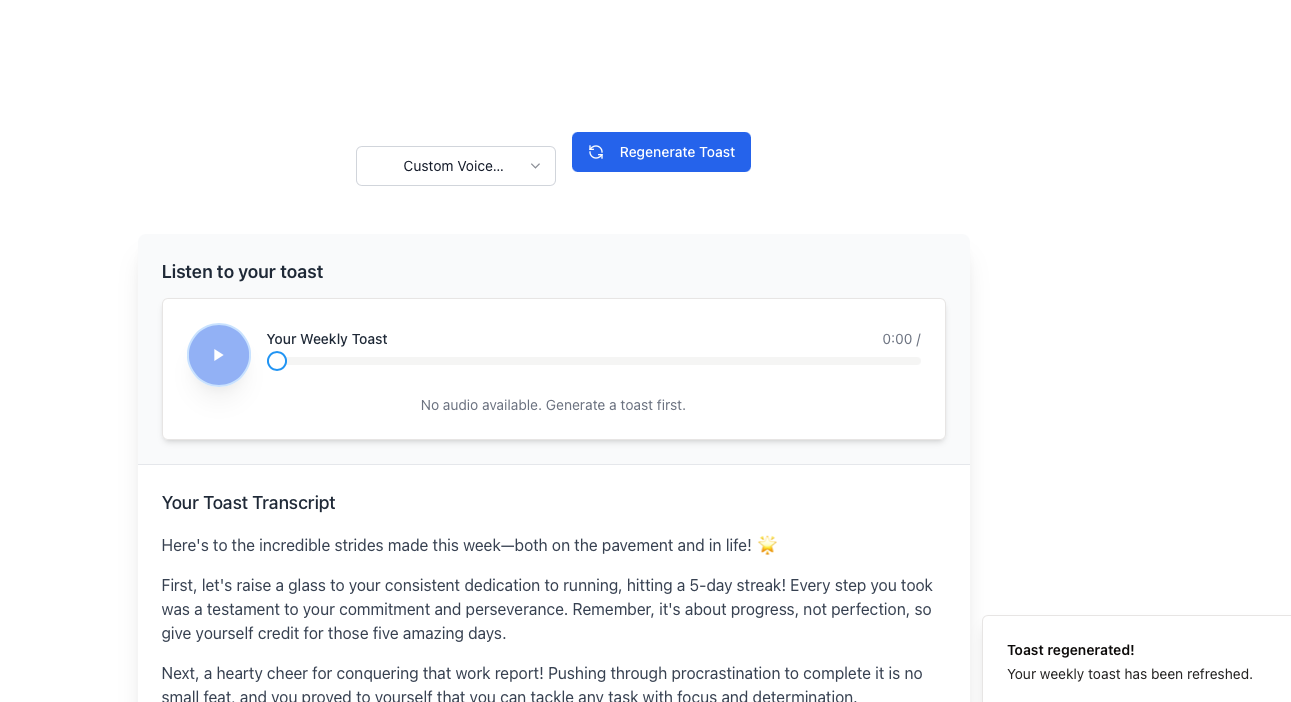 Custom Voice...
Regenerate Toast
Listen to your toast
Your Weekly Toast
0:00 /
No audio available. Generate a toast first.
Your Toast Transcript
Here's to the incredible strides made this week—both on the pavement and in life! 🌟
First, let's raise a glass to your consistent dedication to running, hitting a 5-day streak! Every step you took
was a testament to your commitment and perseverance. Remember, it's about progress, not perfection, so
give yourself credit for those five amazing days.
Next, a hearty cheer for conquering that work report! Pushing through procrastination to complete it is no
small feat, and you proved to yourself that you can tackle any task with focus and determination.
Toast regenerated!
Your weekly toast has been refreshed.